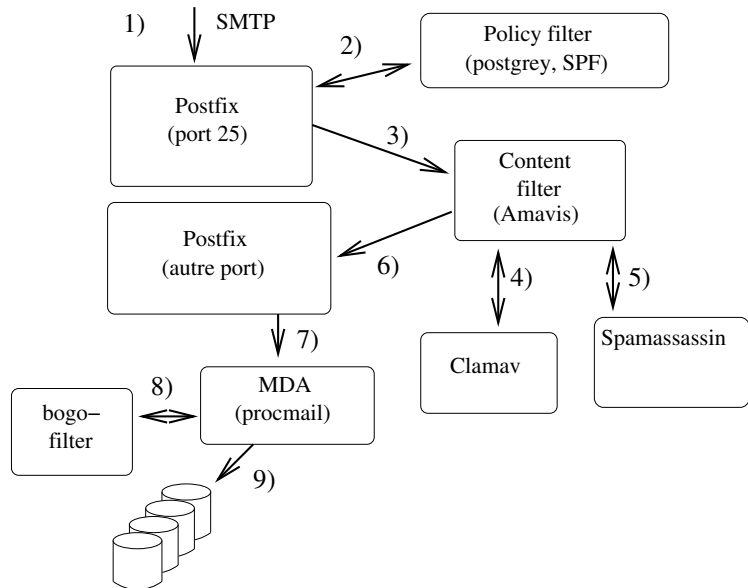 1)
SMTP
2)
Policy filter
(postgrey, SPF)
Postfix
(port 25)
3)
Content
filter
(Amavis)
Postfix
(autre port)
6)
4)
5)
7)
Clamav
Spamassassin
8)
MDA
(procmail)
bogo−
filter
9)